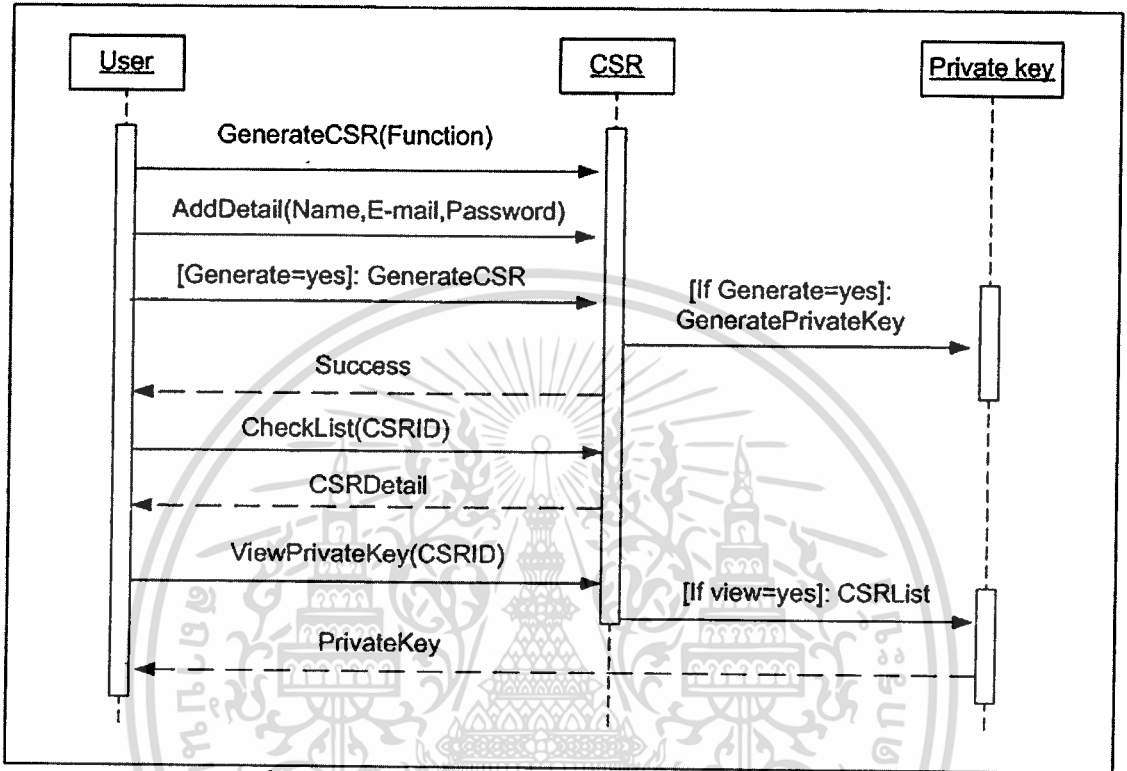 User
CSR
Private key
GenerateCSR(Function)
AddDetail(Name,E-mail,Password)
[Generate=yes]: GenerateCSR
[If Generate=yes]:
GeneratePrivateKey
Success
CheckList(CSRID)
CSRDetail
ViewPrivateKey(CSRID)
[If view=yes]: CSRList
PrivateKey